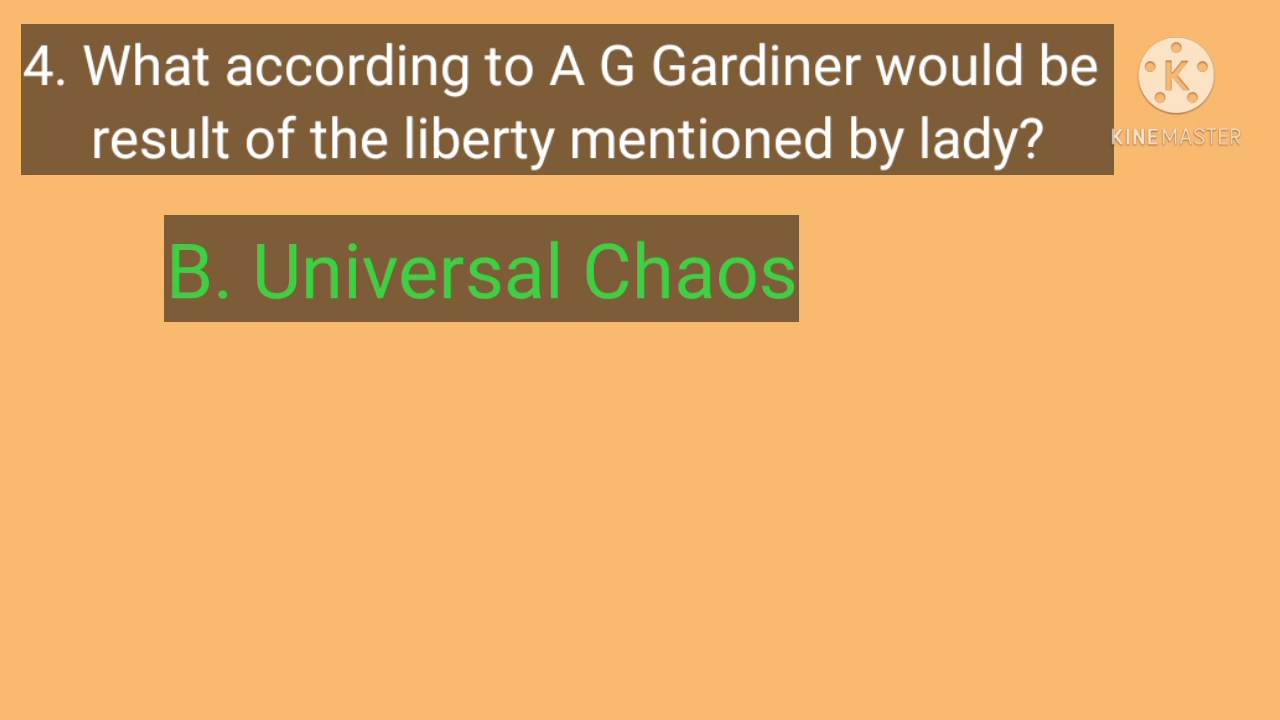 4. What according to A G Gardiner would be
result of the liberty mentioned by lady?
K
KINEMASTER
B. Universal Chaos